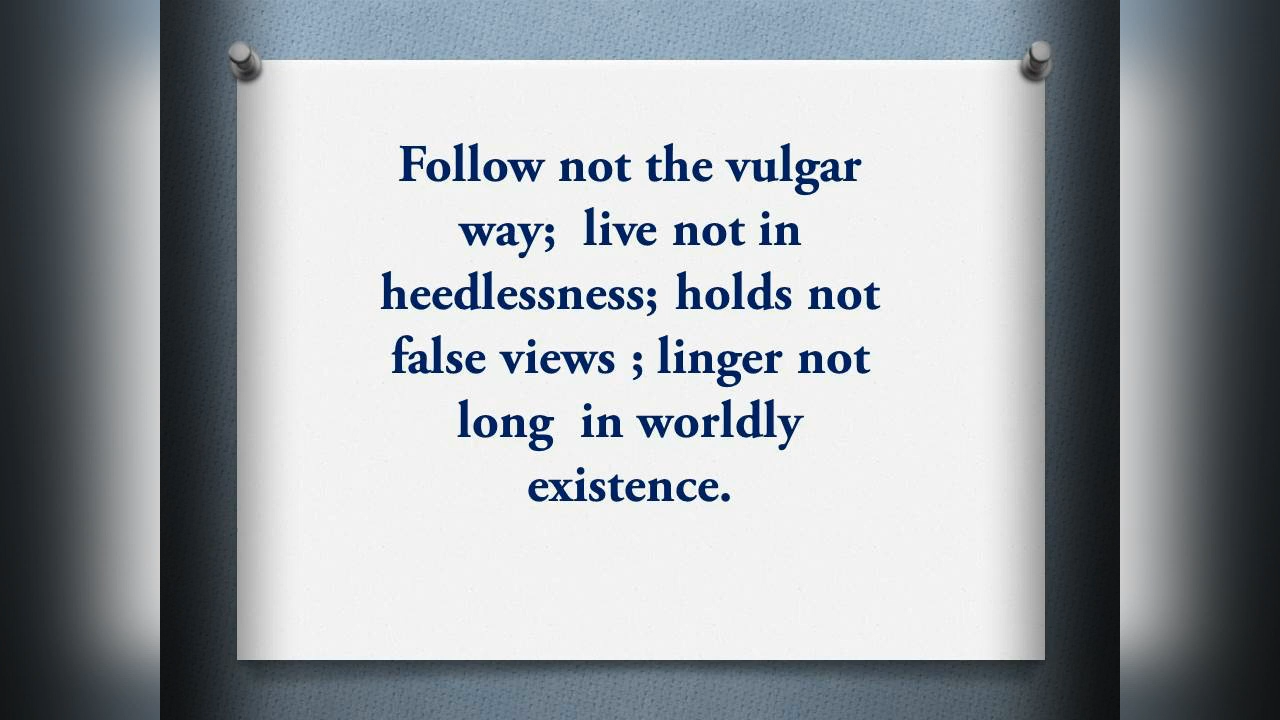 Follow not the vulgar
way;  live not in
heedlessness; holds not
false views ; linger not
long  in worldly
existence.